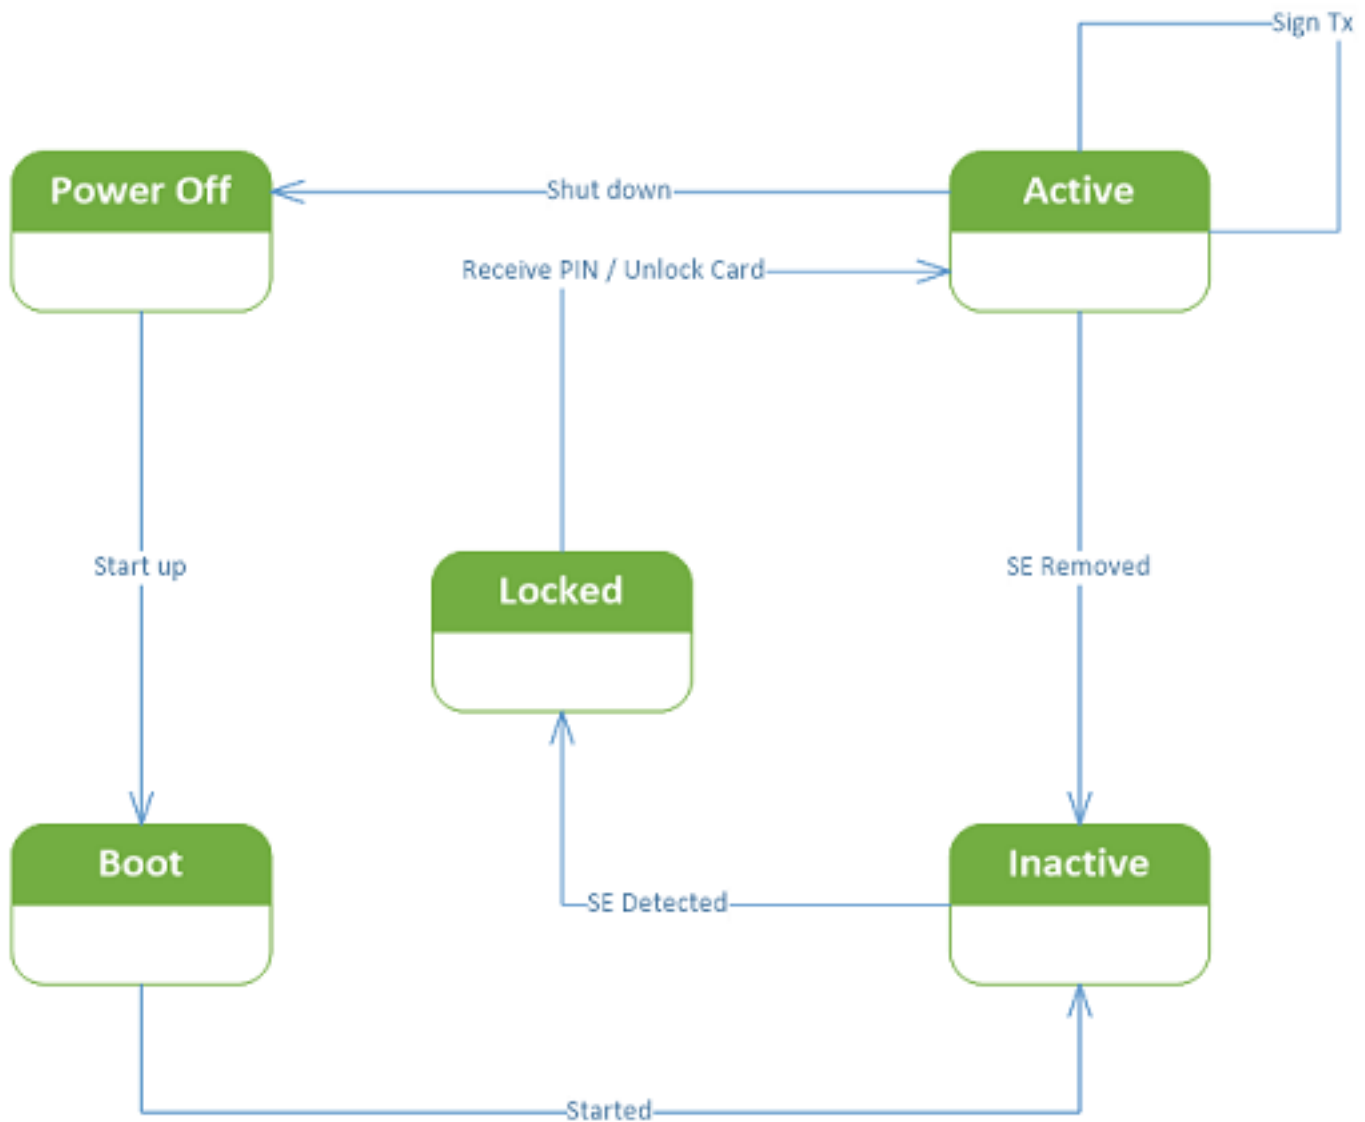 Sign Tx
Power Off
Shut down
Active
Receive PIN / Unlock Card
Start up
Locked
SE Removed
Boot
SE Detected
Inactive
Started